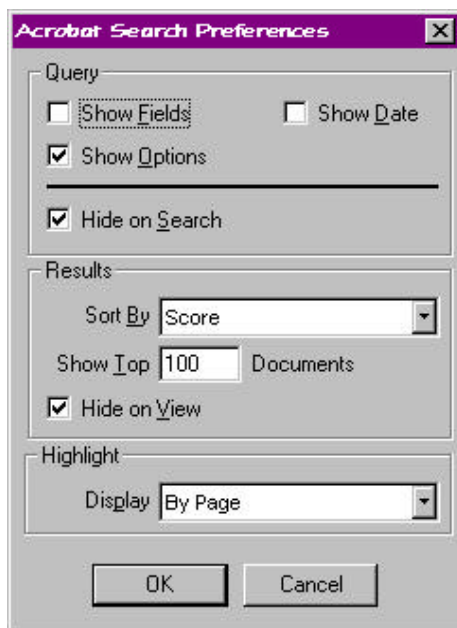 Acrobat Search Preferences
Query
Show Fields Show Date
Show Options
Hide on Search
Results
Sort By Score
Show Top 100 Documents
Hide on View
Highlight
Display By Page
OK Cancel